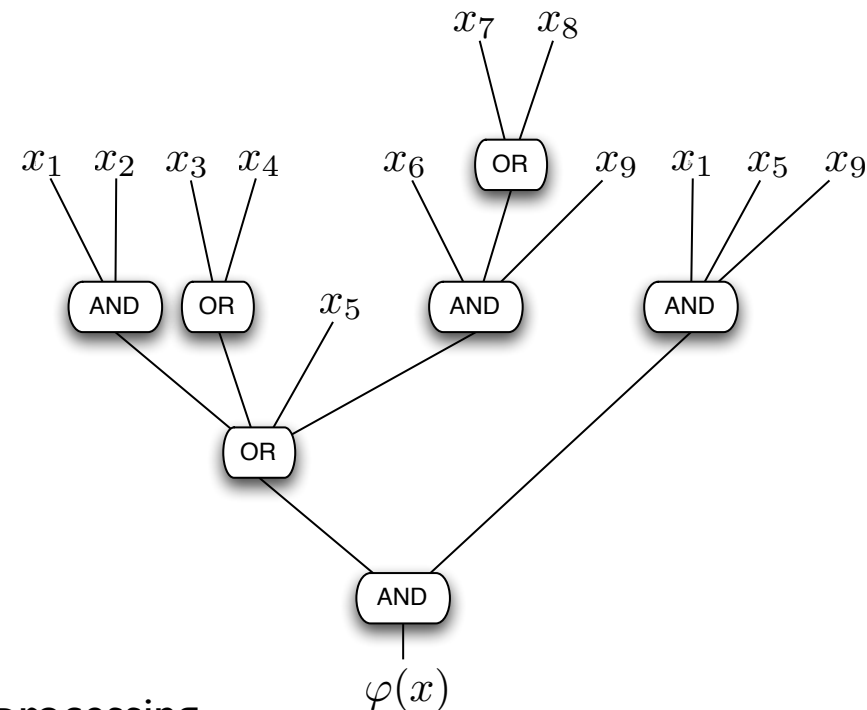 x₇ x₈
x₁ x₂ x₃ x₄ x₆ OR x₉ x₁ x₅ x₉
AND OR x₅ AND AND
OR
AND
φ(x)